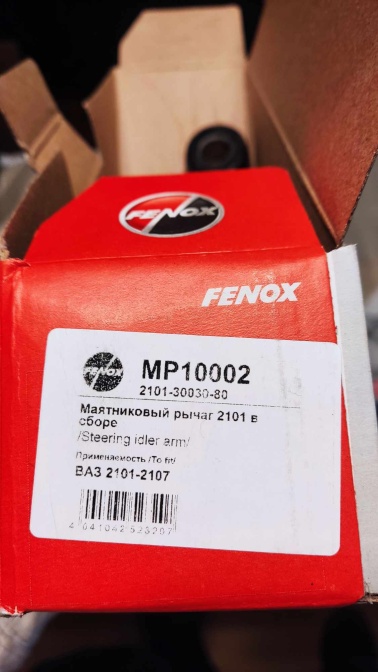 FENOX
FENOX
FENOX
MP10002
2101-30030-80
Маятниковый рычаг 2101 в
сборе
/Steering idler arm/
Применяемость /To fit/
ВАЗ 2101-2107